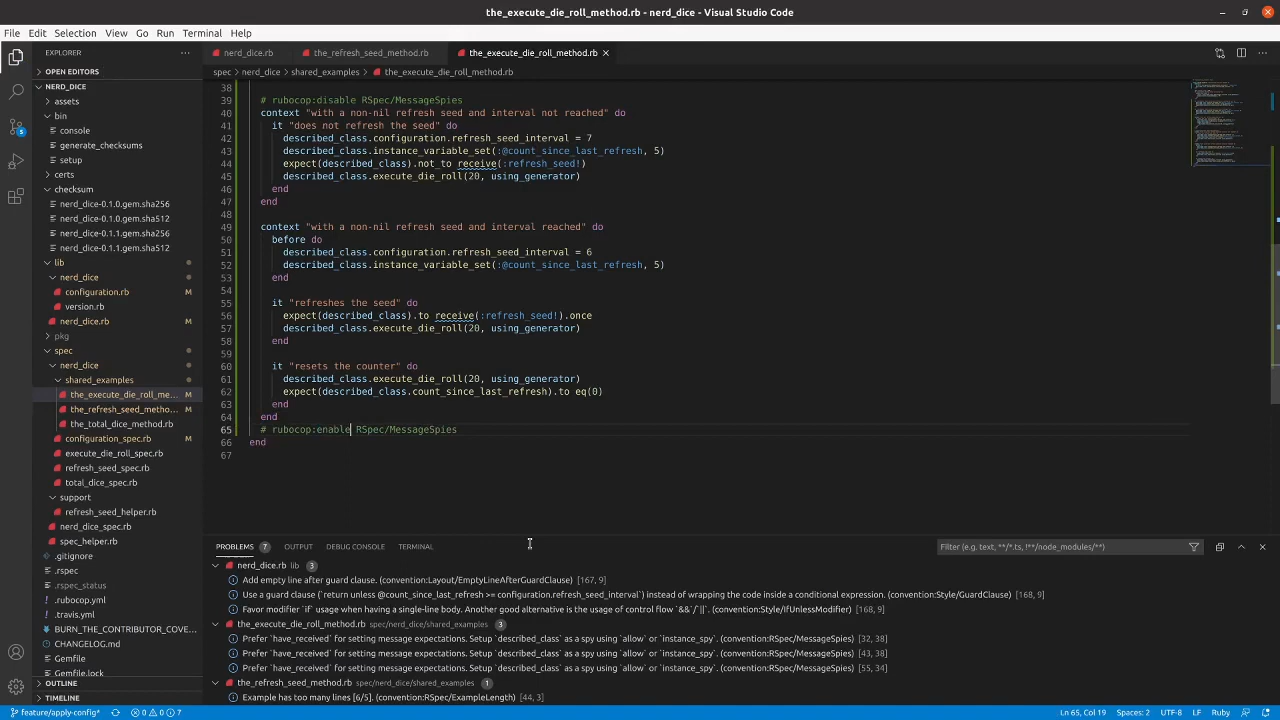 the_execute_die_roll_method.rb - nerd_dice - Visual Studio Code
File Edit Selection View Go Run Terminal Help
EXPLORER
OPEN EDITORS
NERD_DICE
assets
bin
console
generate_checksums
setup
certs
checksum
nerd_dice-0.1.0.gem.sha256
nerd_dice-0.1.0.gem.sha512
nerd_dice-0.1.1.gem.sha256
nerd_dice-0.1.1.gem.sha512
lib
nerd_dice
configuration.rb M
version.rb
nerd_dice.rb M
pkg
spec
nerd_dice
shared_examples
the_execute_die_roll_me... M
the_refresh_seed_metho... M
the_total_dice_method.rb M
configuration_spec.rb M
execute_die_roll_spec.rb
refresh_seed_spec.rb
total_dice_spec.rb
support
refresh_seed_helper.rb
nerd_dice_spec.rb
spec_helper.rb
.gitignore
.rspec
.rspec_status
.rubocop.yml
.travis.yml
BURN_THE_CONTRIBUTOR_COVE...
CHANGELOG.md
Gemfile
Gemfile.lock
OUTLINE
TIMELINE
5
nerd_dice.rb the_refresh_seed_method.rb the_execute_die_roll_method.rb
spec > nerd_dice > shared_examples > the_execute_die_roll_method.rb
38
39 # rubocop:disable RSpec/MessageSpies
40 context "with a non-nil refresh seed and interval not reached" do
41 it "does not refresh the seed" do
42 described_class.configuration.refresh_seed_interval = 7
43 described_class.instance_variable_set(:@count_since_last_refresh, 5)
44 expect(described_class).not_to receive(:refresh_seed!)
45 described_class.execute_die_roll(20, using_generator)
46 end
47 end
48
49 context "with a non-nil refresh seed and interval reached" do
50 before do
51 described_class.configuration.refresh_seed_interval = 6
52 described_class.instance_variable_set(:@count_since_last_refresh, 5)
53 end
54
55 it "refreshes the seed" do
56 expect(described_class).to receive(:refresh_seed!).once
57 described_class.execute_die_roll(20, using_generator)
58 end
59
60 it "resets the counter" do
61 described_class.execute_die_roll(20, using_generator)
62 expect(described_class.count_since_last_refresh).to eq(0)
63 end
64 end
65 # rubocop:enable RSpec/MessageSpies
66 end
67
PROBLEMS 7 OUTPUT DEBUG CONSOLE TERMINAL Filter (e.g. text, **/*.ts, !**/node_modules/**)
nerd_dice.rb lib 3
Add empty line after guard clause. (convention:Layout/EmptyLineAfterGuardClause) [167, 9]
Use a guard clause (`return unless @count_since_last_refresh >= configuration.refresh_seed_interval`) instead of wrapping the code inside a conditional expression. (convention:Style/GuardClause) [168, 9]
Favor modifier `if` usage when having a single-line body. Another good alternative is the usage of control flow `&&`/`||`. (convention:Style/IfUnlessModifier) [168, 9]
the_execute_die_roll_method.rb spec/nerd_dice/shared_examples 3
Prefer `have_received` for setting message expectations. Setup `described_class` as a spy using `allow` or `instance_spy`. (convention:RSpec/MessageSpies) [32, 38]
Prefer `have_received` for setting message expectations. Setup `described_class` as a spy using `allow` or `instance_spy`. (convention:RSpec/MessageSpies) [43, 38]
Prefer `have_received` for setting message expectations. Setup `described_class` as a spy using `allow` or `instance_spy`. (convention:RSpec/MessageSpies) [55, 34]
the_refresh_seed_method.rb spec/nerd_dice/shared_examples 1
Example has too many lines [6/5]. (convention:RSpec/ExampleLength) [44, 3]
feature/apply-config* 0 0 7 Ln 65, Col 19 Spaces: 2 UTF-8 LF Ruby